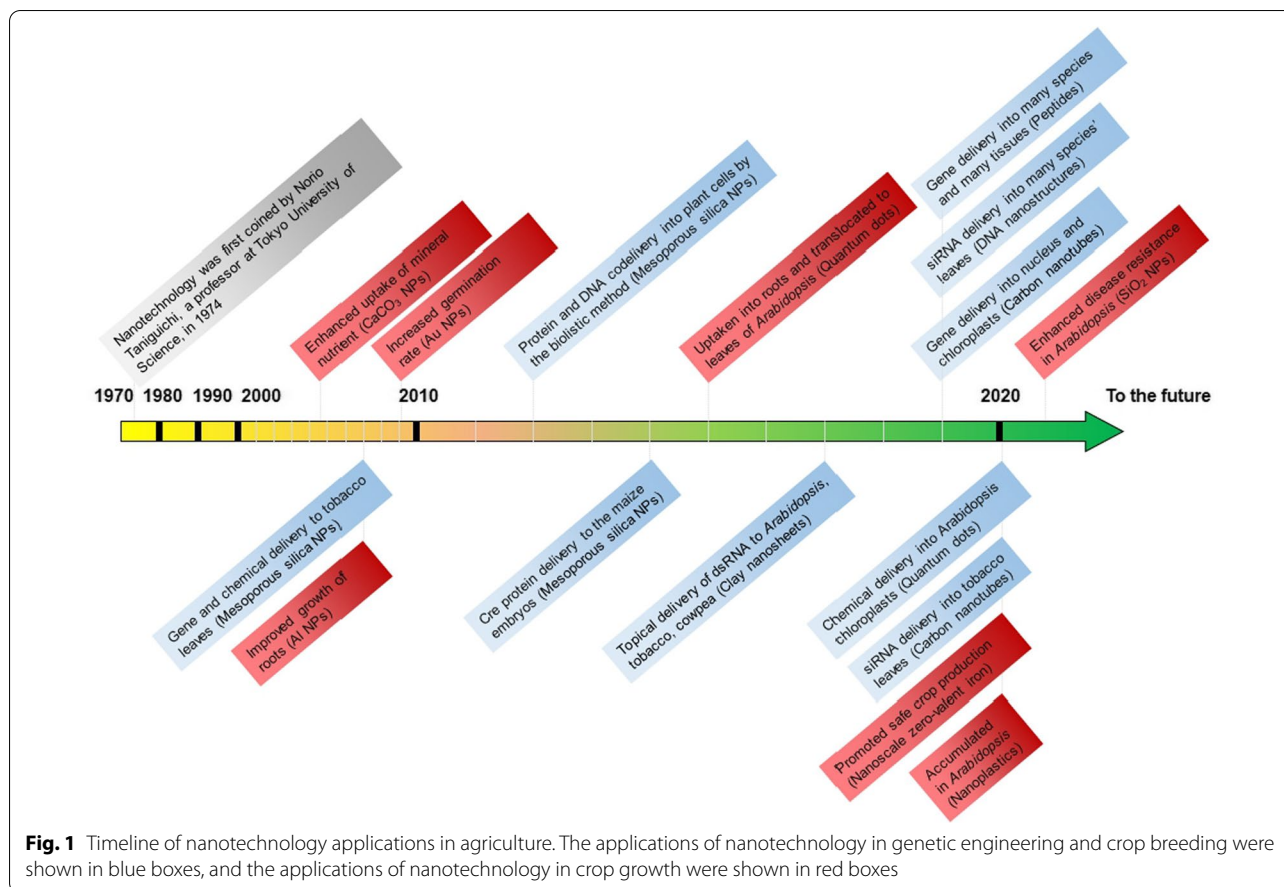 Nanotechnology was first coined by Norio
Taniguichi, a professor at Tokyo University of
Science, in 1974
Enhanced uptake of mineral
nutrient (CaCO₃ NPs)
Increased germination
rate (Au NPs)
Protein and DNA codelivery into plant cells by
the biolistic method (Mesoporous silica NPs)
Uptaken into roots and translocated to
leaves of Arabidopsis (Quantum dots)
Gene delivery into many species
and many tissues (Peptides)
siRNA delivery into many species'
leaves (DNA nanostructures)
Gene delivery into nucleus and
chloroplasts (Carbon nanotubes)
Enhanced disease resistance
in Arabidopsis (SiO₂ NPs)
1970 1980 1990 2000 2010 2020 To the future
Gene and chemical delivery to tobacco
leaves (Mesoporous silica NPs]
Improved growth of
roots (Al NPs)
Cre protein delivery to the maize
embryos (Mesoporous silica NPs)
Topical delivery of dsRNA to Arabidopsis,
tobacco, cowpea (Clay nanosheets)
Chemical delivery into Arabidopsis
chloroplasts (Quantum dots)
siRNA delivery into tobacco
leaves (Carbon nanotubes)
Promoted safe crop production
(Nanoscale zero-valent iron)
Accumulated
in Arabidopsis
(Nanoplastics)
Fig. 1 Timeline of nanotechnology applications in agriculture. The applications of nanotechnology in genetic engineering and crop breeding were
shown in blue boxes, and the applications of nanotechnology in crop growth were shown in red boxes